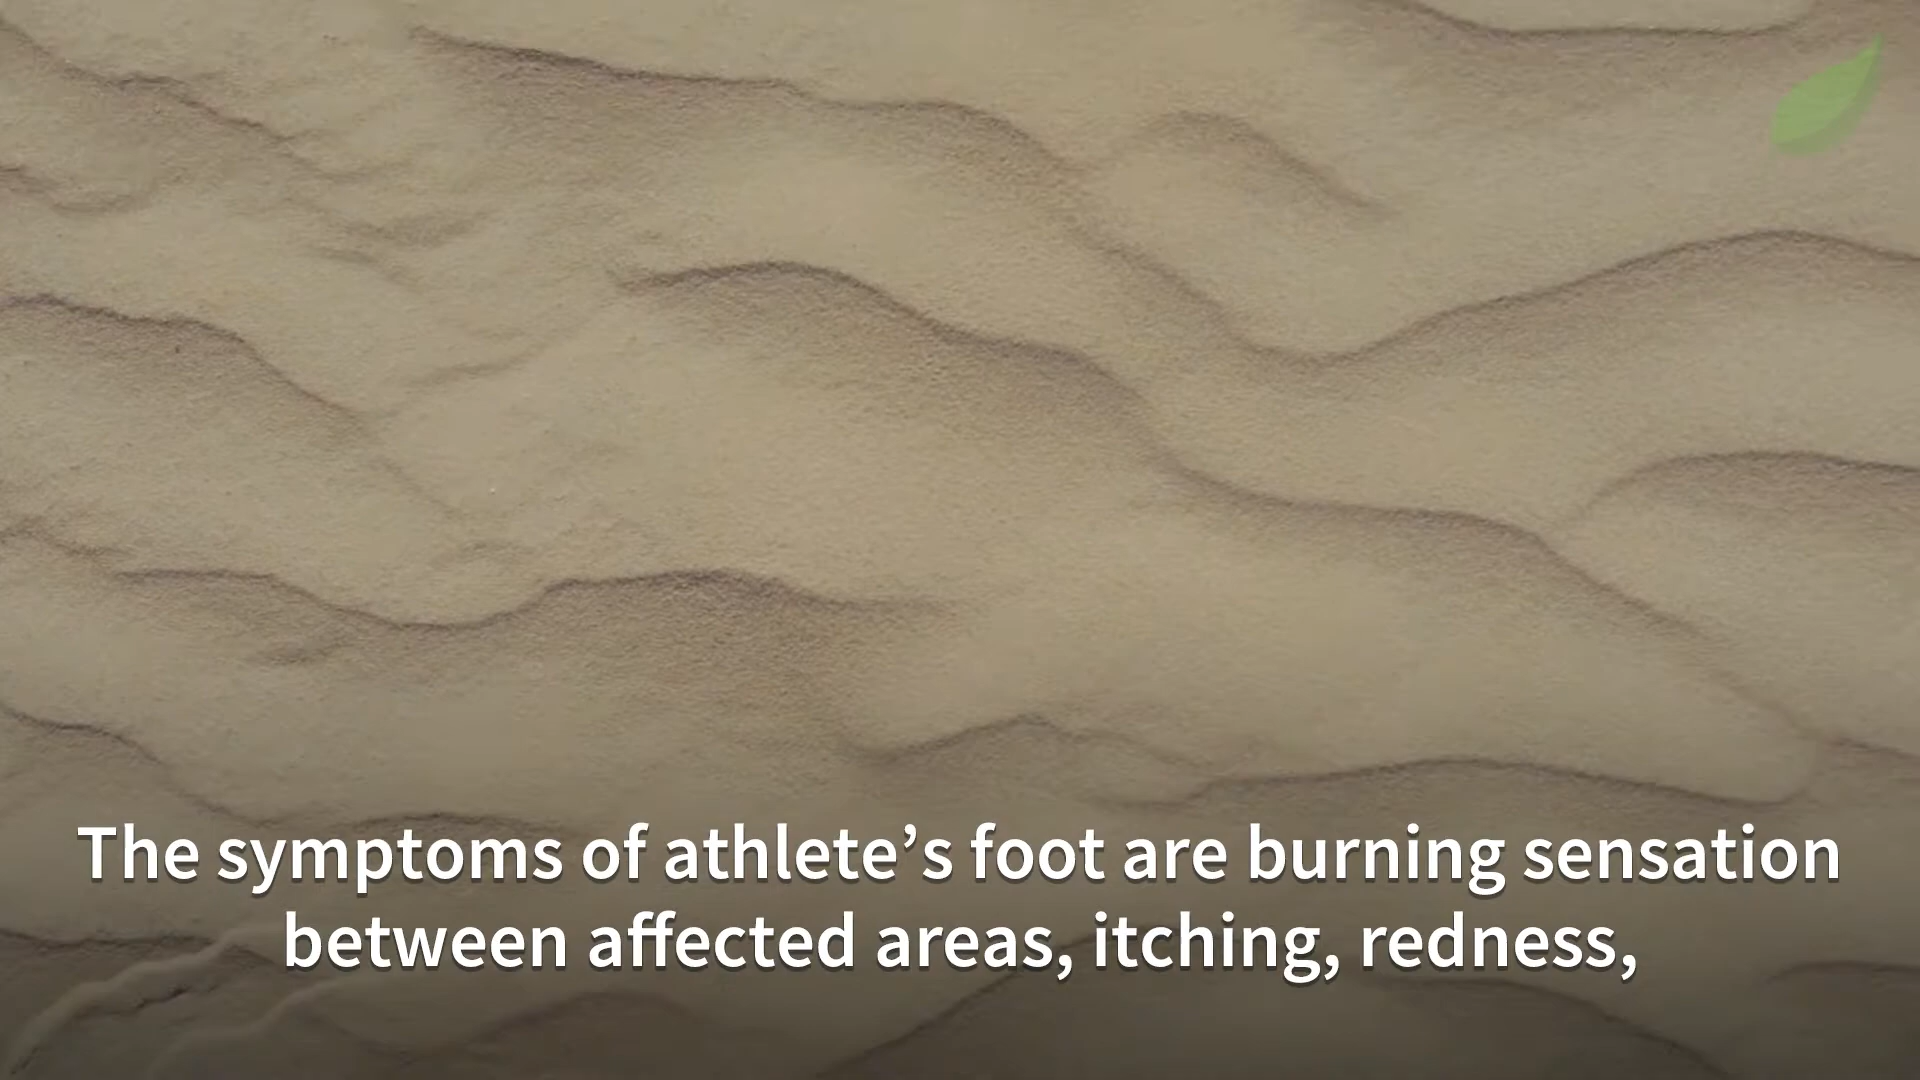 The symptoms of athlete’s foot are burning sensation
between affected areas, itching, redness,